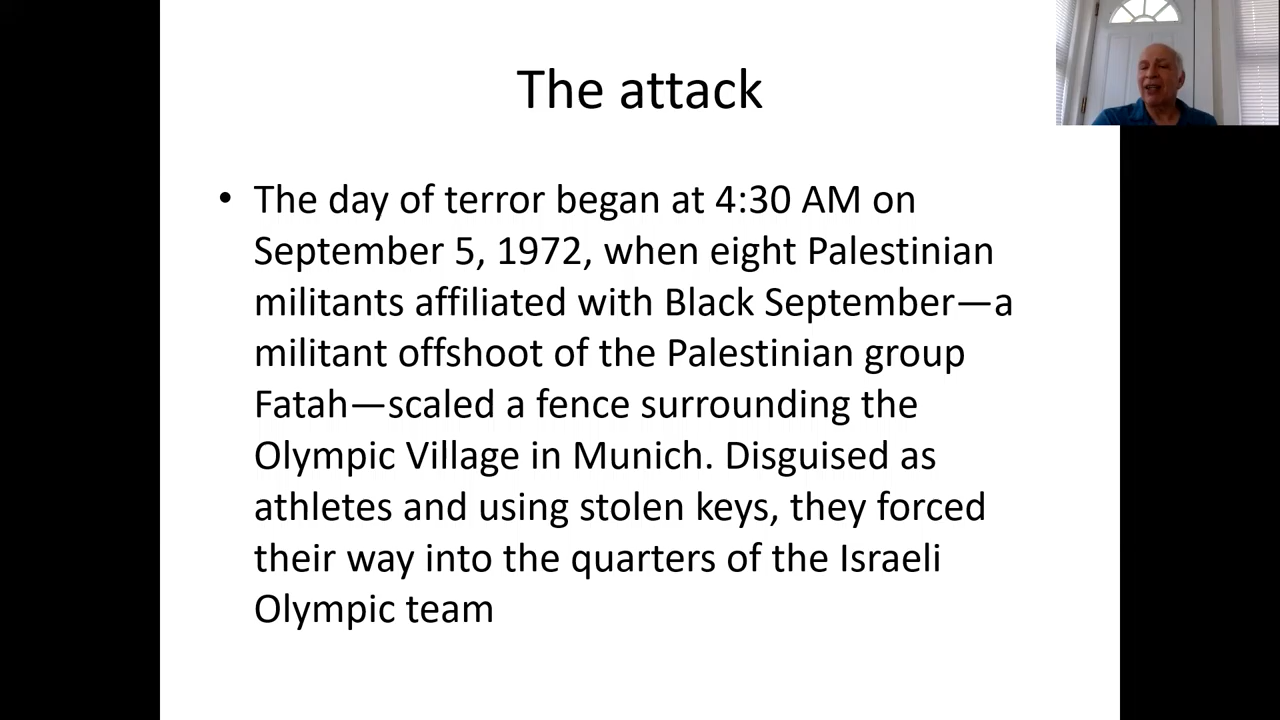 The attack
• The day of terror began at 4:30 AM on
September 5, 1972, when eight Palestinian
militants affiliated with Black September—a
militant offshoot of the Palestinian group
Fatah—scaled a fence surrounding the
Olympic Village in Munich. Disguised as
athletes and using stolen keys, they forced
their way into the quarters of the Israeli
Olympic team